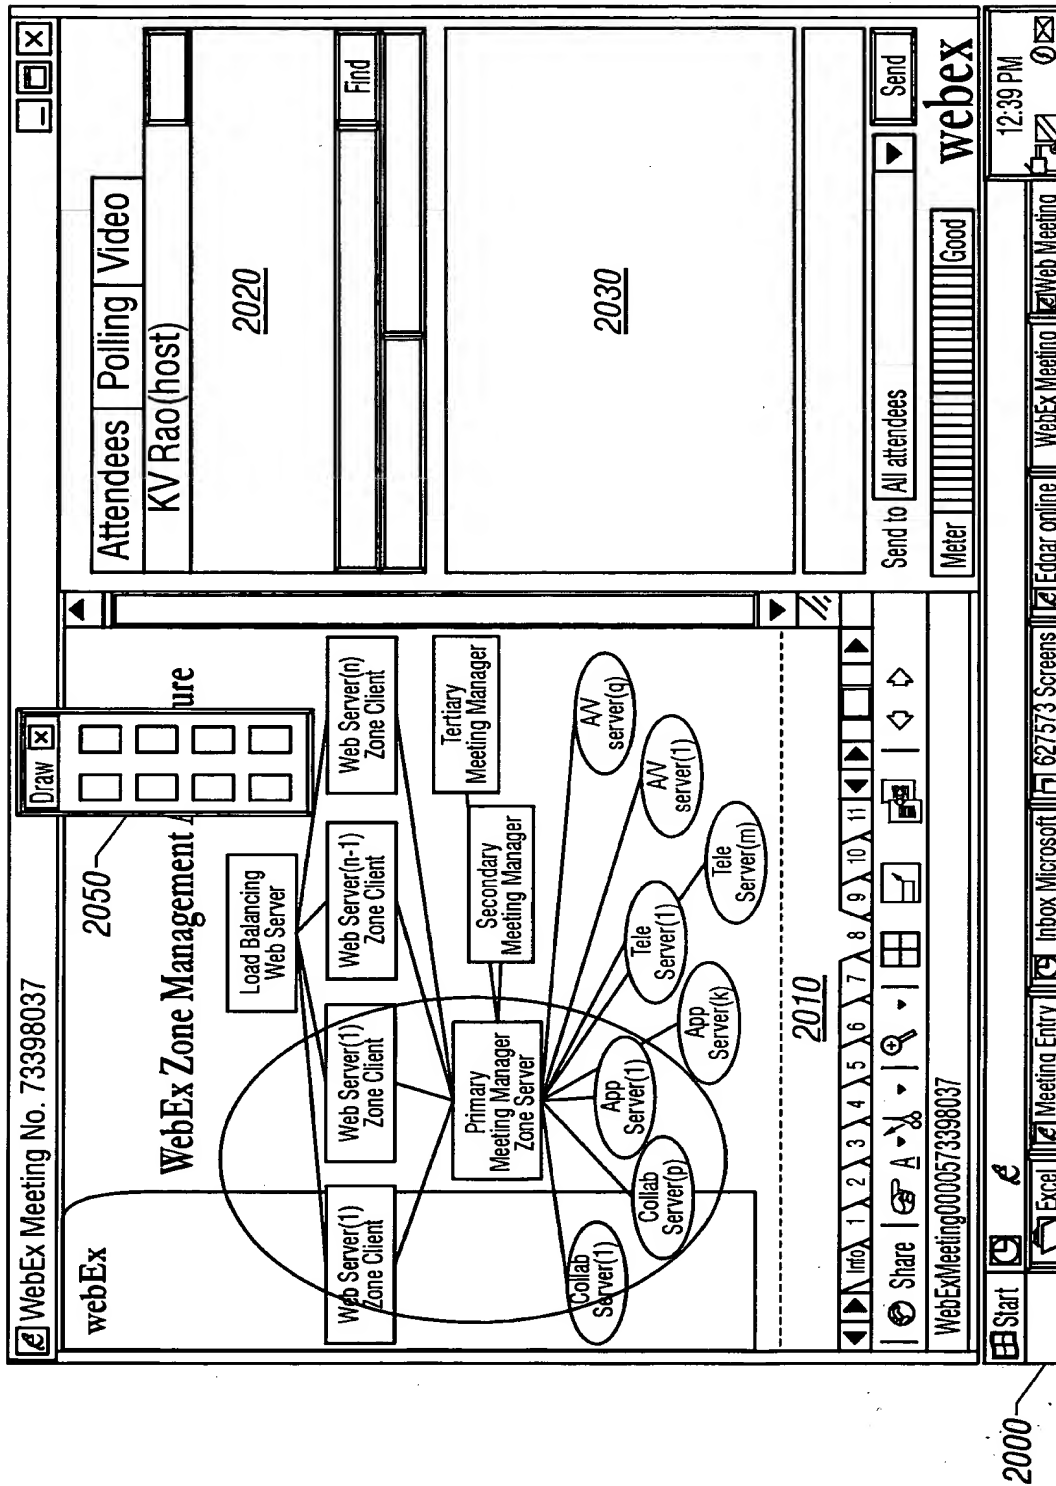 WebEx Meeting No. 73398037
2050
Draw
webEx
WebEx Zone Management A
ure
Load Balancing
Web Server
Web Server(1)
Zone Client
Web Server(1)
Zone Client
Web Server(n-1)
Zone Client
Web Server(n)
Zone Client
Primary
Meeting Manager
Zone Server
Secondary
Meeting Manager
Tertiary
Meeting Manager
Collab
Server(1)
Collab
Server(p)
App
Server(1)
App
Server(k)
Tele
Server(1)
Tele
Server(m)
A/V
server(1)
A/V
server(q)
2010
Info 1 2 3 4 5 6 7 8 9 10 11
Share A
WebExMeeting0000573398037
Attendees Polling Video
KV Rao(host)
2020
Find
2030
Send to All attendees Send
Meter Good webex
Start 12:39 PM
Excel Meeting Entry Inbox Microsoft 627573 Screens Edgar online WebEx Meeting Web Meeting
2000